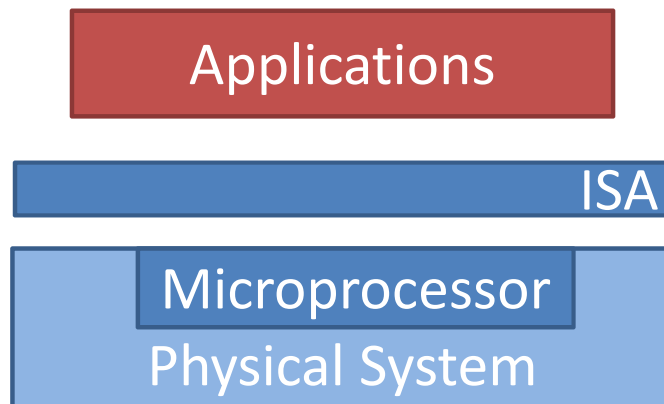 Applications
ISA
Microprocessor
Physical System